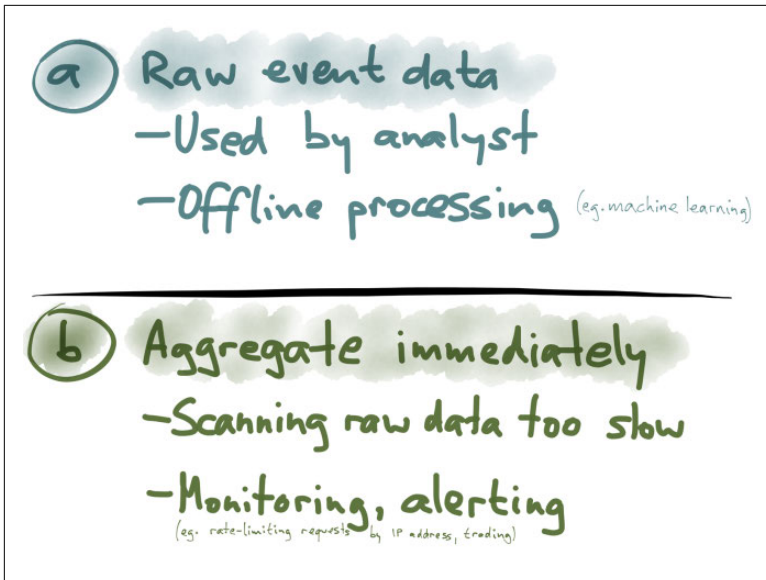 a Raw event data
-Used by analyst
-Offline processing (eg. machine learning)
b Aggregate immediately
-Scanning raw data too slow
-Monitoring, alerting
(eg. rate-limiting requests by IP address, trading)